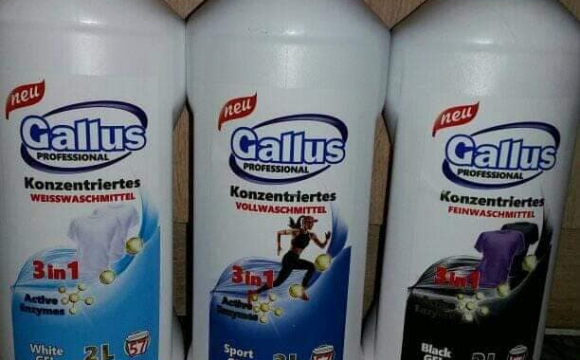 neu
Gallus
PROFESSIONAL
Konzentriertes
WEISSWASCHMITTEL
3in1
Active
Enzymes
White
2L
57
neu
Gallus
PROFESSIONAL
Konzentriertes
VOLLWASCHMITTEL
3in1
Active
Enzymes
Sport
2L
neu
Gallus
PROFESSIONAL
Konzentriertes
FEINWASCHMITTEL
3in1
Black